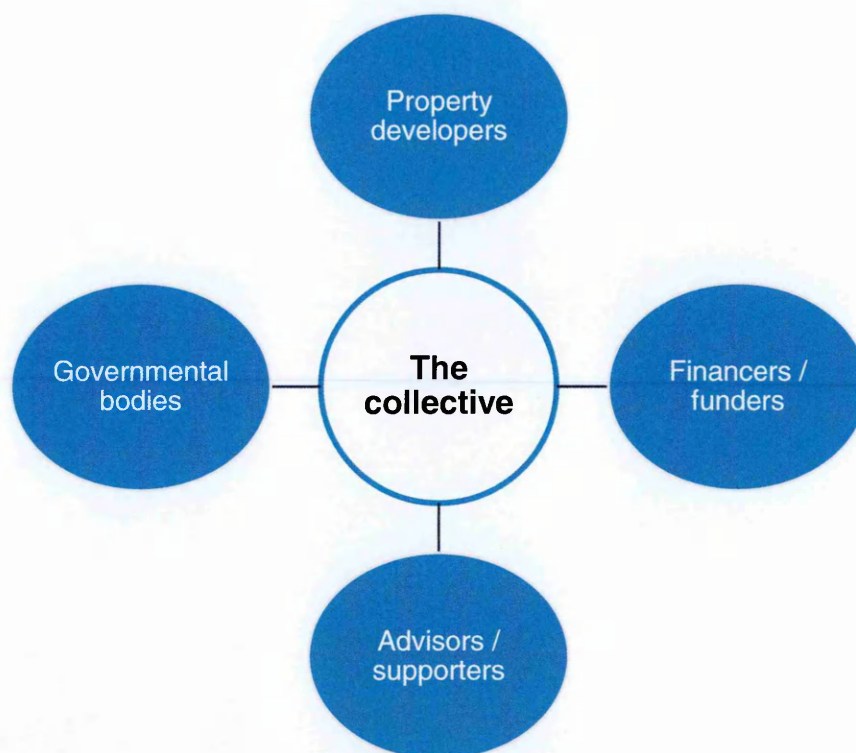 Property
developers
Governmental
bodies
The
collective
Financers /
funders
Advisors /
supporters